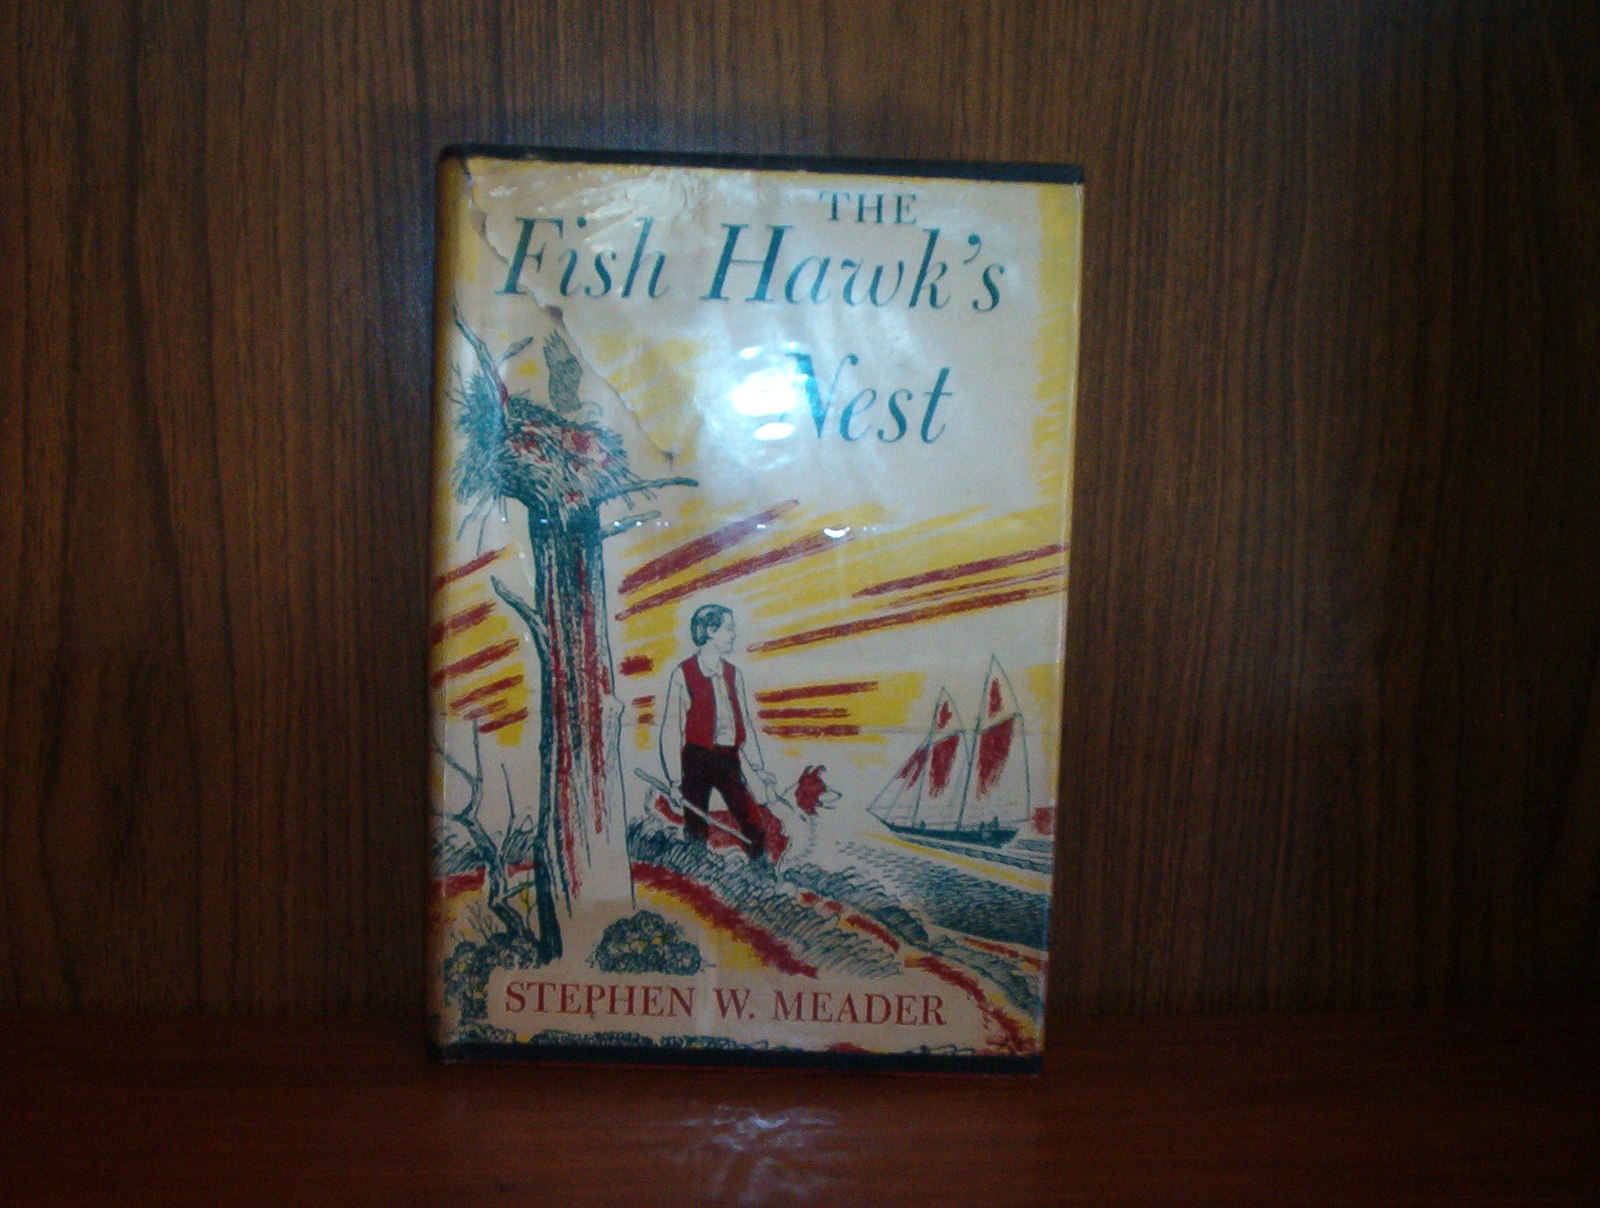 THE
Fish Hawk's
Nest
STEPHEN W. MEADER